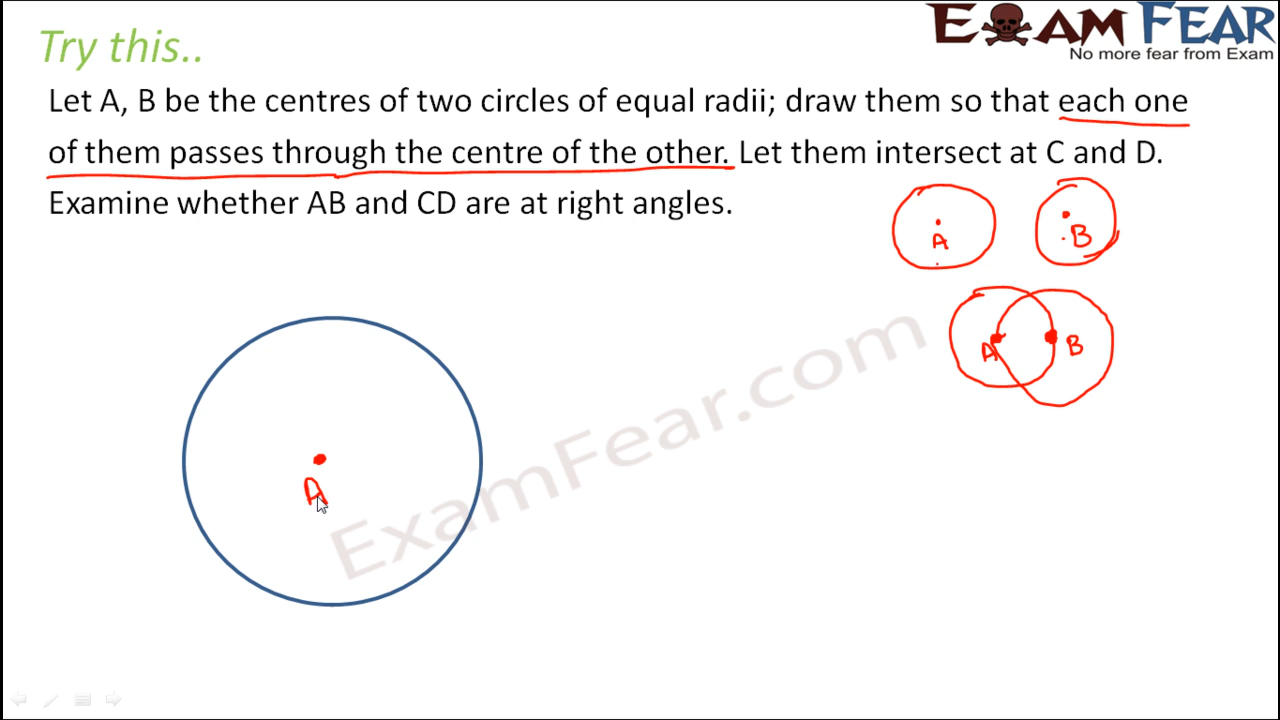 EXAM FEAR
No more fear from Exam
Try this..
Let A, B be the centres of two circles of equal radii; draw them so that each one
of them passes through the centre of the other. Let them intersect at C and D.
Examine whether AB and CD are at right angles.
A
B
A
B
A
ExamFear.com